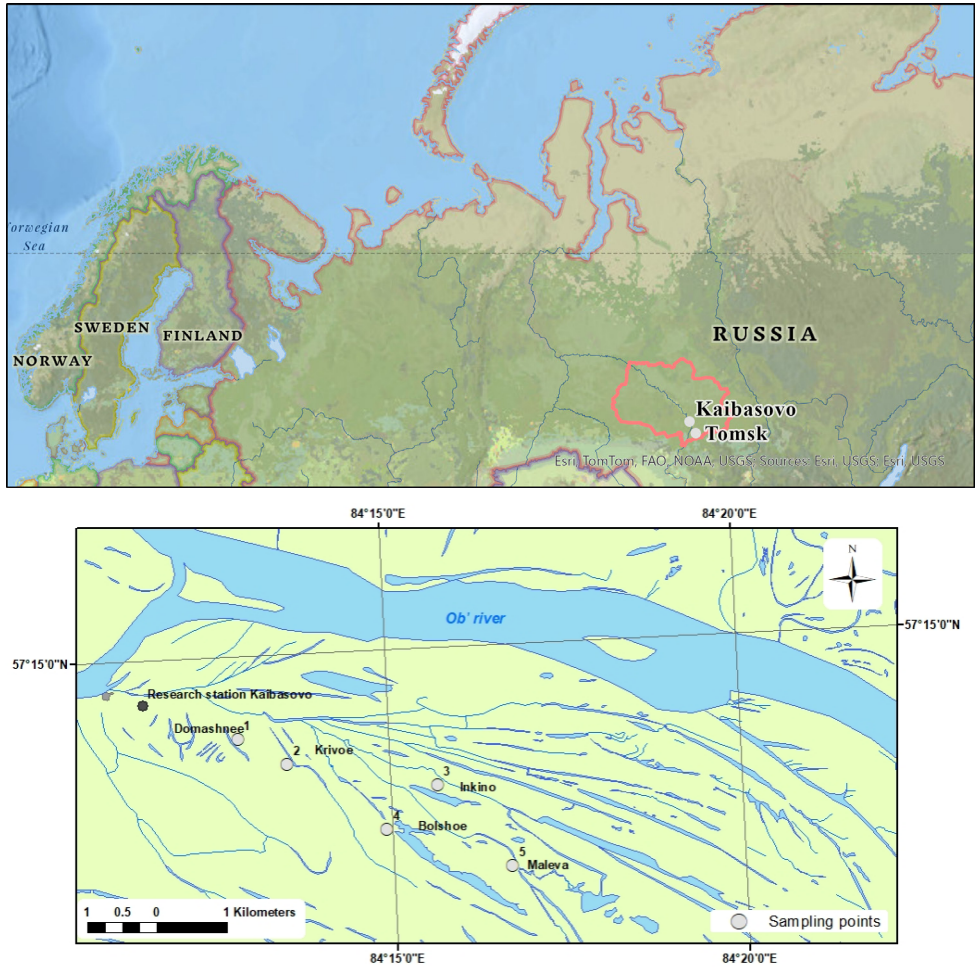 orwegian
Sea
SWEDEN
FINLAND
NORWAY
RUSSIA
Kaibasovo
Tomsk
Esri, TomTom, FAO, NOAA, USGS; Sources: Esri, USGS; Esri, USGS
84°15'0"E
84°20'0"E
N
Ob' river
57°15'0"N
57°15'0"N
Research station Kaibasovo
Domashnee
1
2
Krivoe
3
Inkino
4
Bolshoe
5
Maleva
1 0.5 0 1 Kilometers
Sampling points
84°15'0"E
84°20'0"E